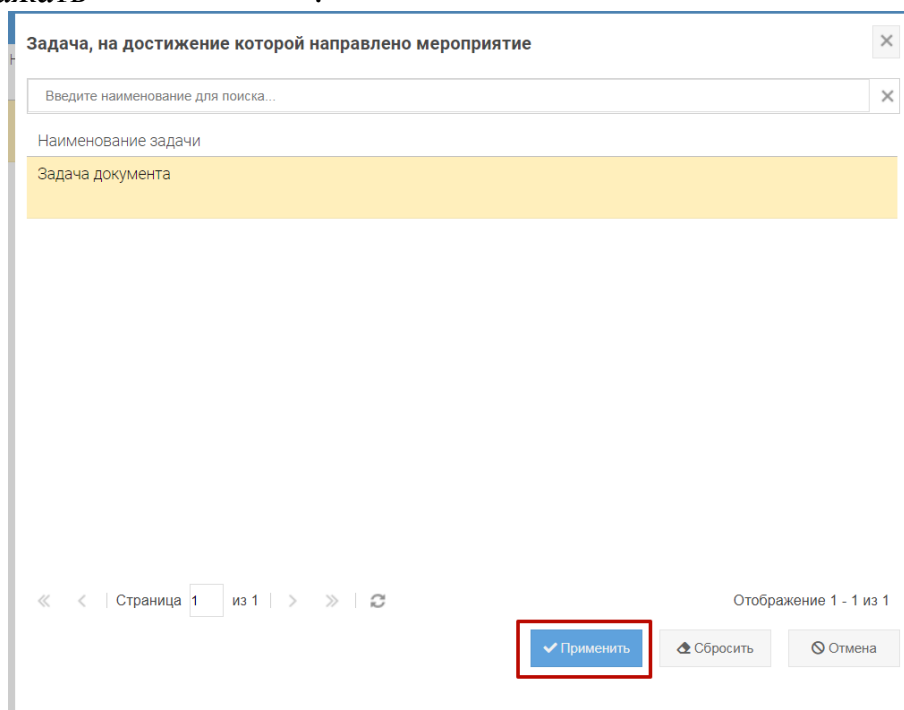 Задача, на достижение которой направлено мероприятие
Введите наименование для поиска...
Наименование задачи
Задача документа
Страница 1 из 1
Отображение 1 - 1 из 1
Применить Сбросить Отмена